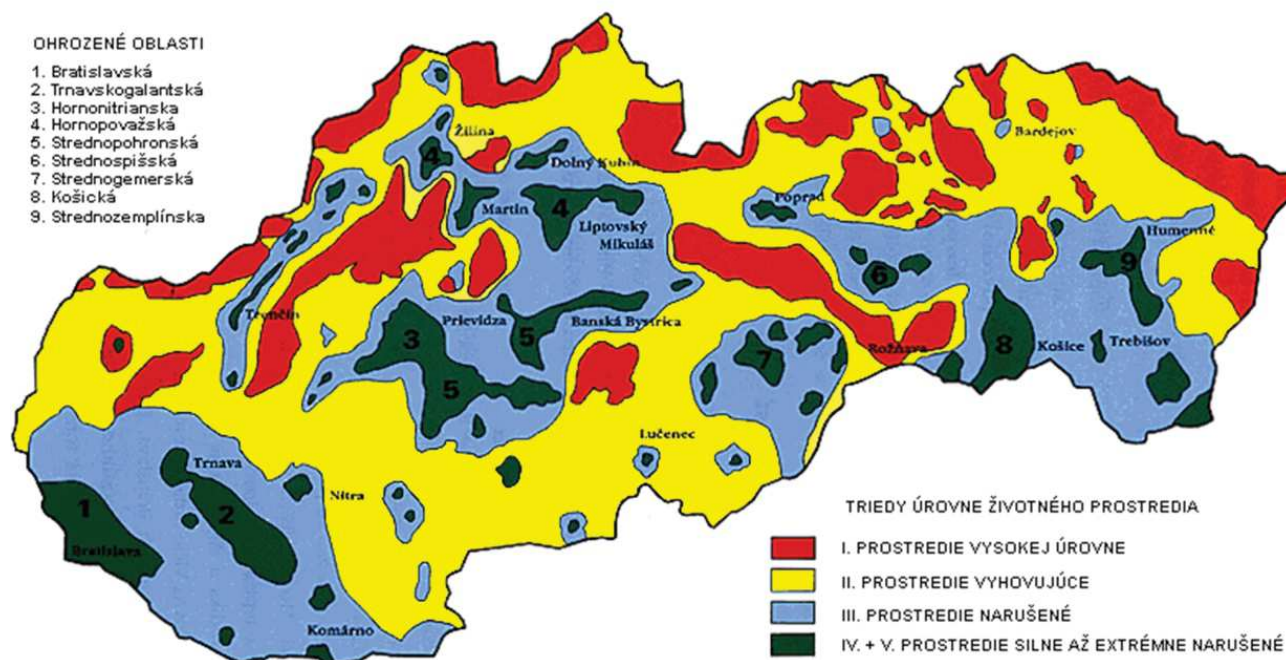 OHROZENÉ OBLASTI
1. Bratislavská
2. Trnavskogalantská
3. Hornonitrianska
4. Hornopovažská
5. Strednopohronská
6. Strednospišská
7. Strednogemerská
8. Košická
9. Strednozemplínska
Žilina
Bardejov
4
Dolný Kubín
Poprad
Martin
4
Liptovský
Mikuláš
Humenné
9
6
Trenčín
Prievidza
Banská Bystrica
3
5
7
Rožňava
8
Košice
Trebišov
5
Lučenec
Trnava
Nitra
1
2
Bratislava
Komárno
TRIEDY ÚROVNE ŽIVOTNÉHO PROSTREDIA
I. PROSTREDIE VYSOKEJ ÚROVNE
II. PROSTREDIE VYHOVUJÚCE
III. PROSTREDIE NARUŠENÉ
IV. + V. PROSTREDIE SILNE AŽ EXTRÉMNE NARUŠENÉ